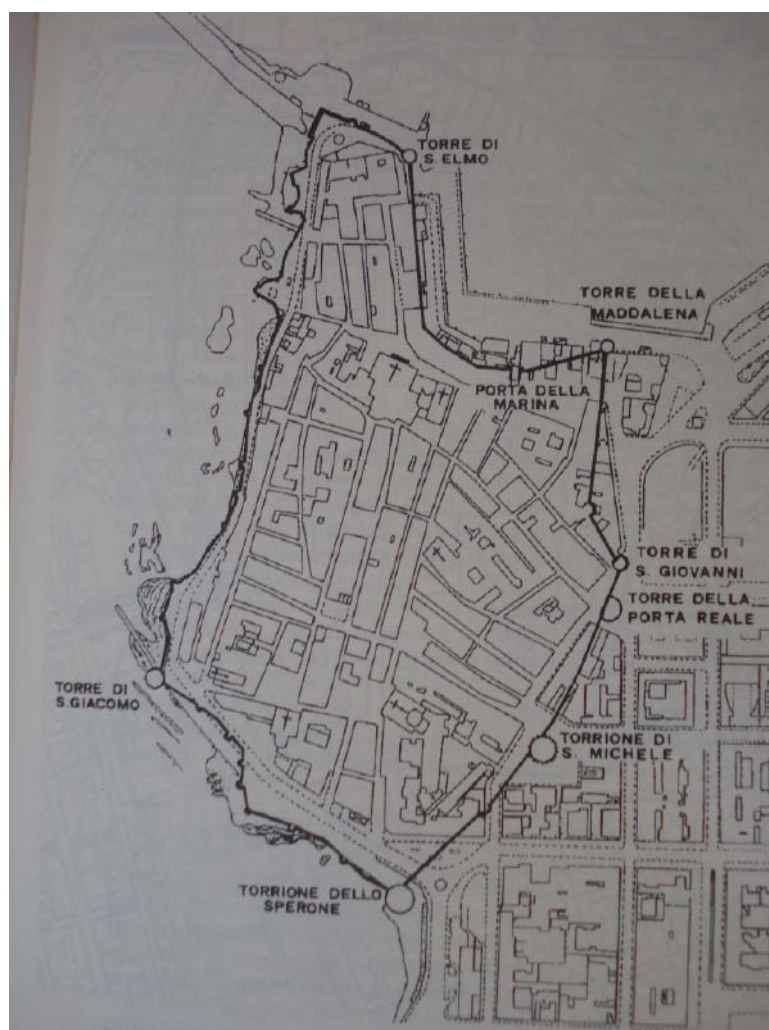 TORRE DI
S. ELMO
TORRE DELLA
MADDALENA
PORTA DELLA
MARINA
TORRE DI
S. GIOVANNI
TORRE DELLA
PORTA REALE
TORRE DI
S. GIACOMO
TORRIONE DI
S. MICHELE
TORRIONE DELLO
SPERONE